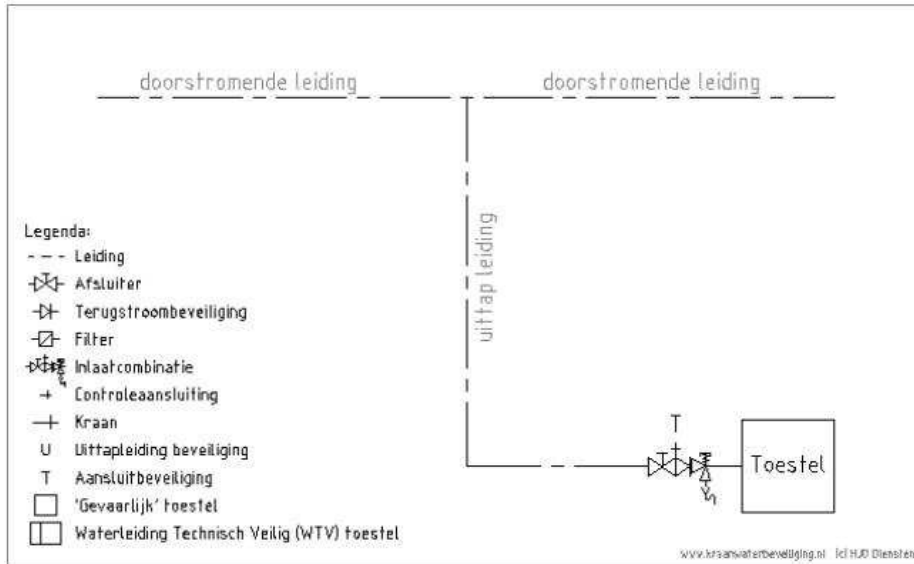 doorstromende leiding
doorstromende leiding
uittap leiding
Legenda:
Leiding
Afsluiter
Terugstroombeveiliging
Filter
Inlaatcombinatie
Controleaansluiting
Kraan
U Uittapleiding beveiliging
T Aansluitbeveiliging
'Gevaarlijk' toestel
Waterleiding Technisch Veilig (WTV) toestel
T
Toestel
www.kraanwaterbeveiliging.nl (c) HJD Diensten